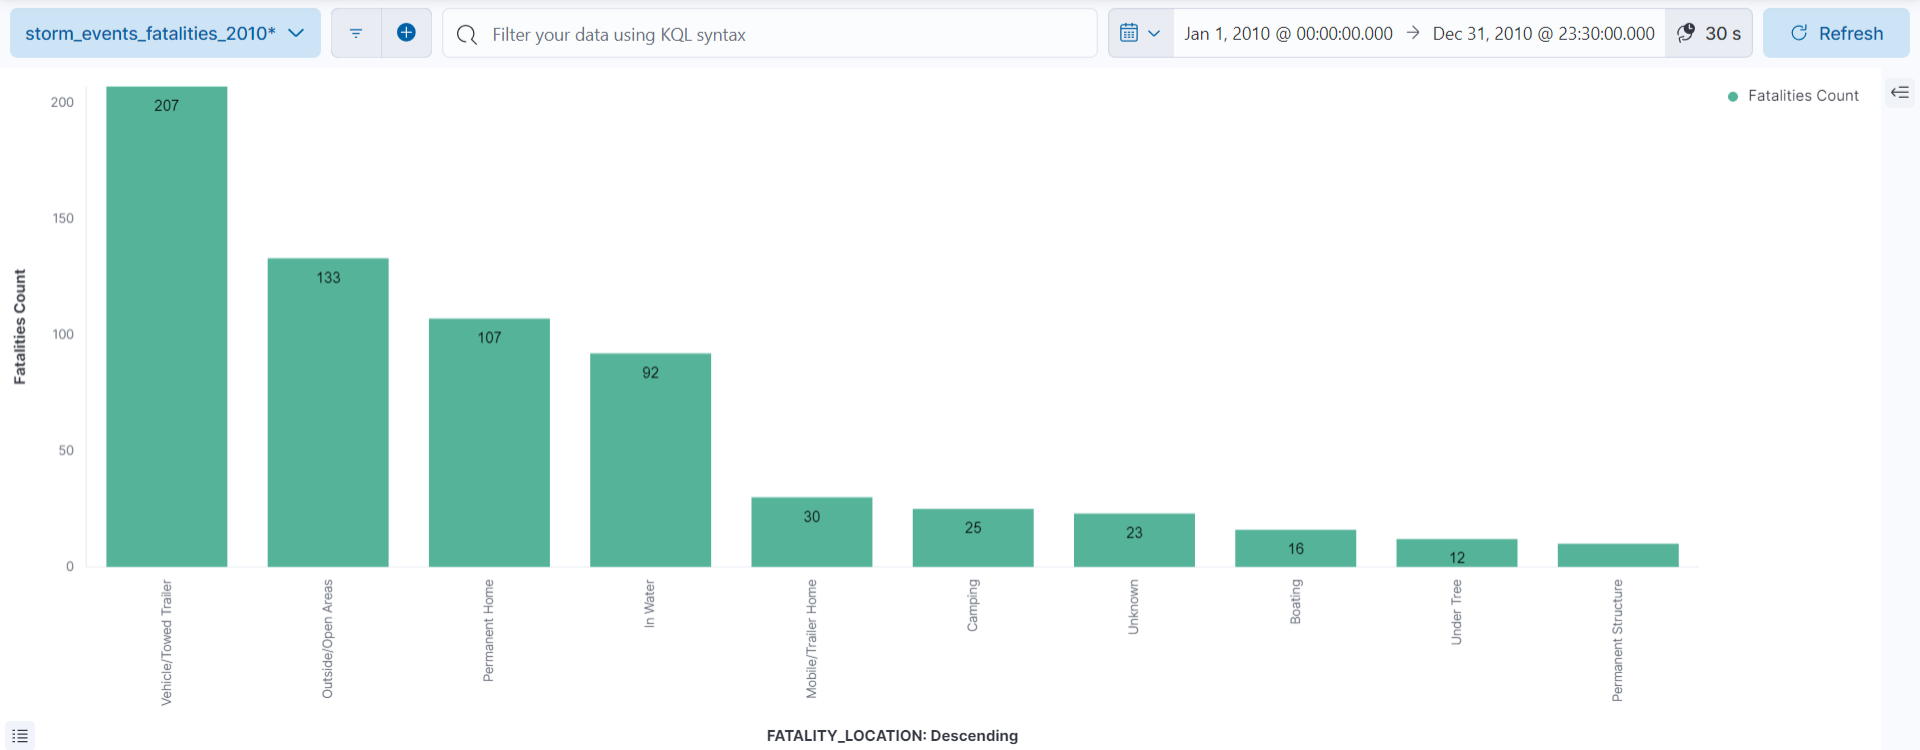 storm_events_fatalities_2010*
Filter your data using KQL syntax
Jan 1, 2010 @ 00:00:00.000 → Dec 31, 2010 @ 23:30:00.000
30 s
Refresh
Fatalities Count
200
150
100
50
0
Fatalities Count
207
133
107
92
30
25
23
16
12
Vehicle/Towed Trailer
Outside/Open Areas
Permanent Home
In Water
Mobile/Trailer Home
Camping
Unknown
Boating
Under Tree
Permanent Structure
FATALITY_LOCATION: Descending